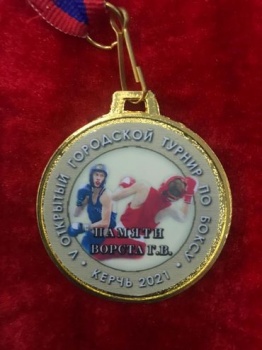 V ОТКРЫТЫЙ ГОРОДСКОЙ ТУРНИР ПО БОКСУ
ПАМЯТИ
ВОРСТА Г.В.
• КЕРЧЬ 2021 •